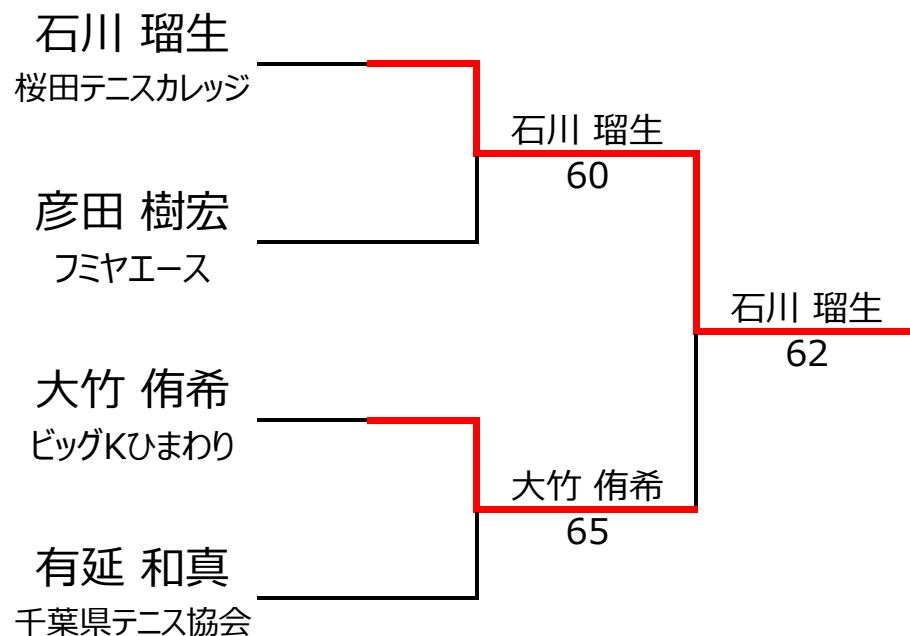 石川 瑠生
桜田テニスカレッジ
石川 瑠生
60
彦田 樹宏
フミヤエース
石川 瑠生
62
大竹 侑希
ビッグKひまわり
大竹 侑希
65
有延 和真
千葉県テニス協会